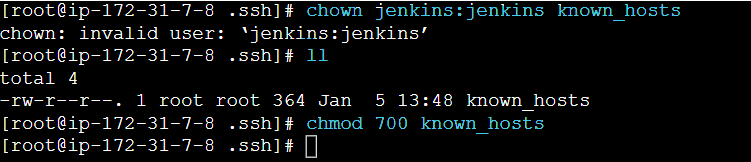 [root@ip-172-31-7-8 .ssh]# chown jenkins:jenkins known_hosts
chown: invalid user: ‘jenkins:jenkins’
[root@ip-172-31-7-8 .ssh]# ll
total 4
-rw-r--r--. 1 root root 364 Jan  5 13:48 known_hosts
[root@ip-172-31-7-8 .ssh]# chmod 700 known_hosts
[root@ip-172-31-7-8 .ssh]#